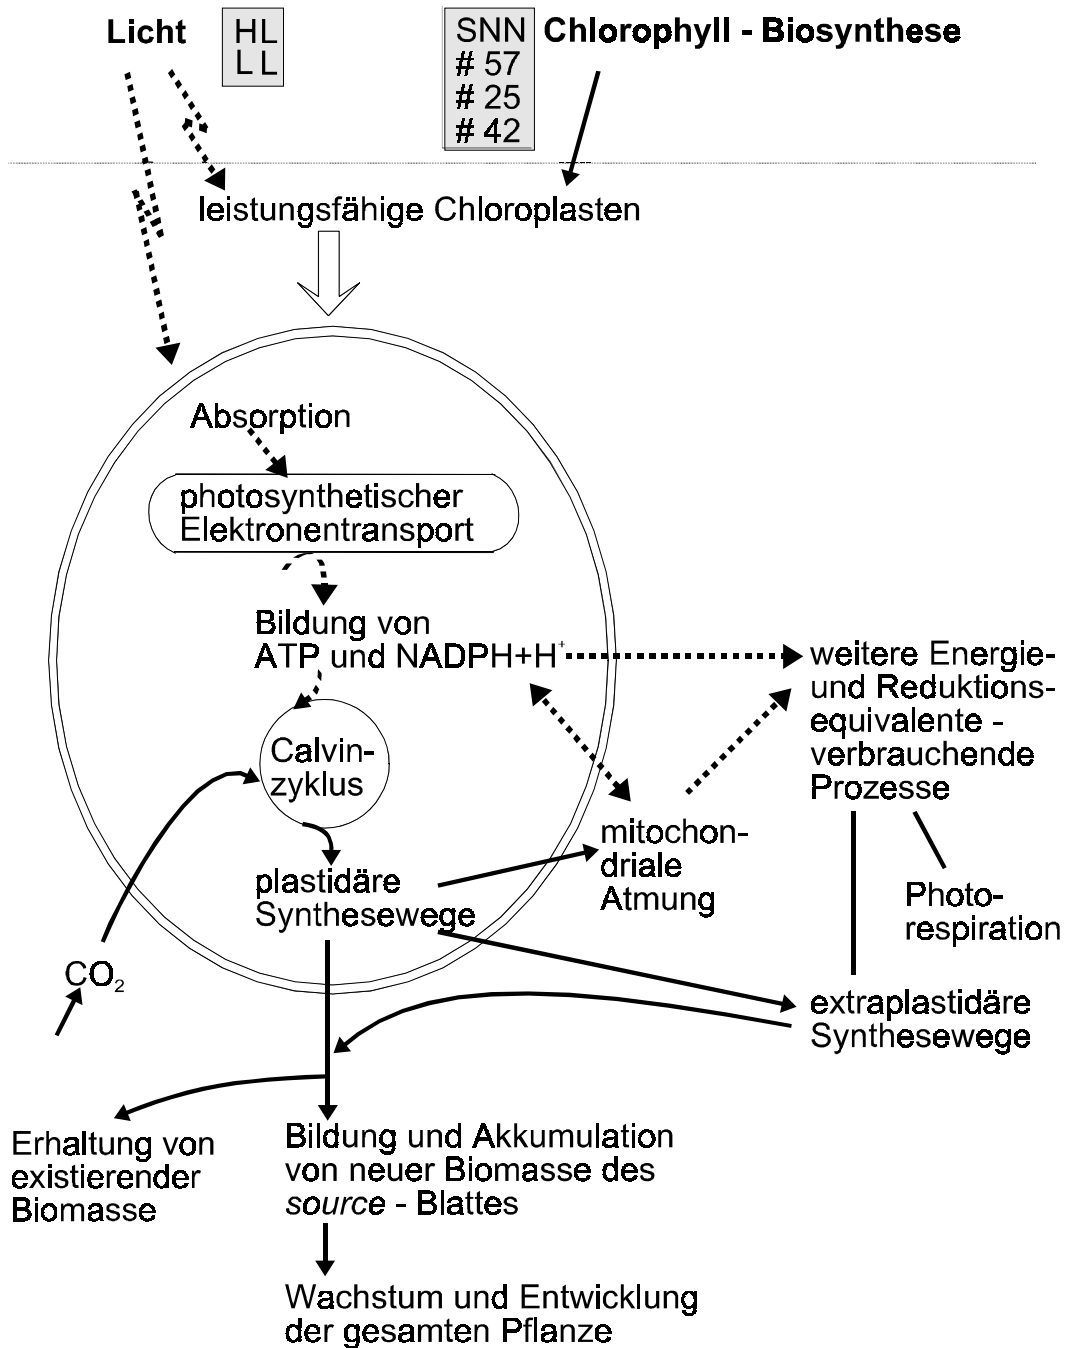 Licht
HL
LL
SNN
# 57
# 25
# 42
Chlorophyll - Biosynthese
leistungsfähige Chloroplasten
Absorption
photosynthetischer
Elektronentransport
Bildung von
ATP und NADPH+H⁺
weitere Energie-
und Reduktions-
equivalente -
verbrauchende
Prozesse
Calvin-
zyklus
mitochon-
driale
Atmung
plastidäre
Synthesewege
Photo-
respiration
CO₂
extraplastidäre
Synthesewege
Erhaltung von
existierender
Biomasse
Bildung und Akkumulation
von neuer Biomasse des
source - Blattes
Wachstum und Entwicklung
der gesamten Pflanze